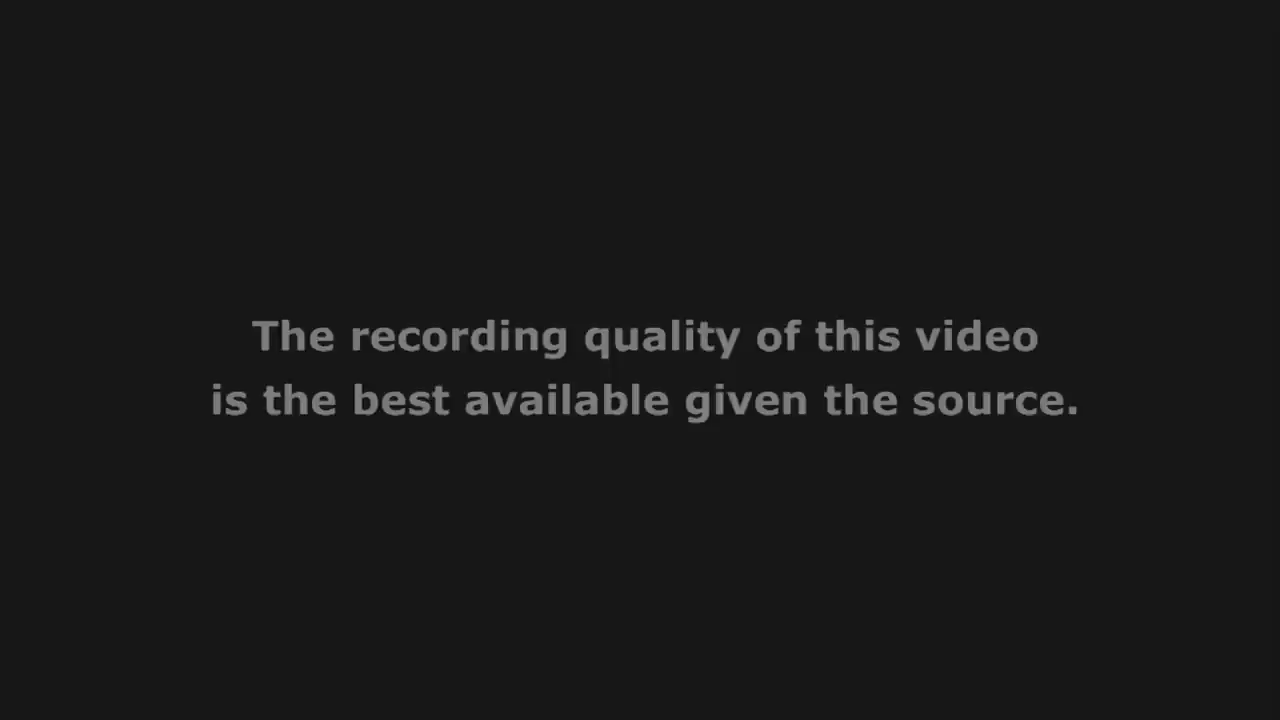 The recording quality of this video
is the best available given the source.